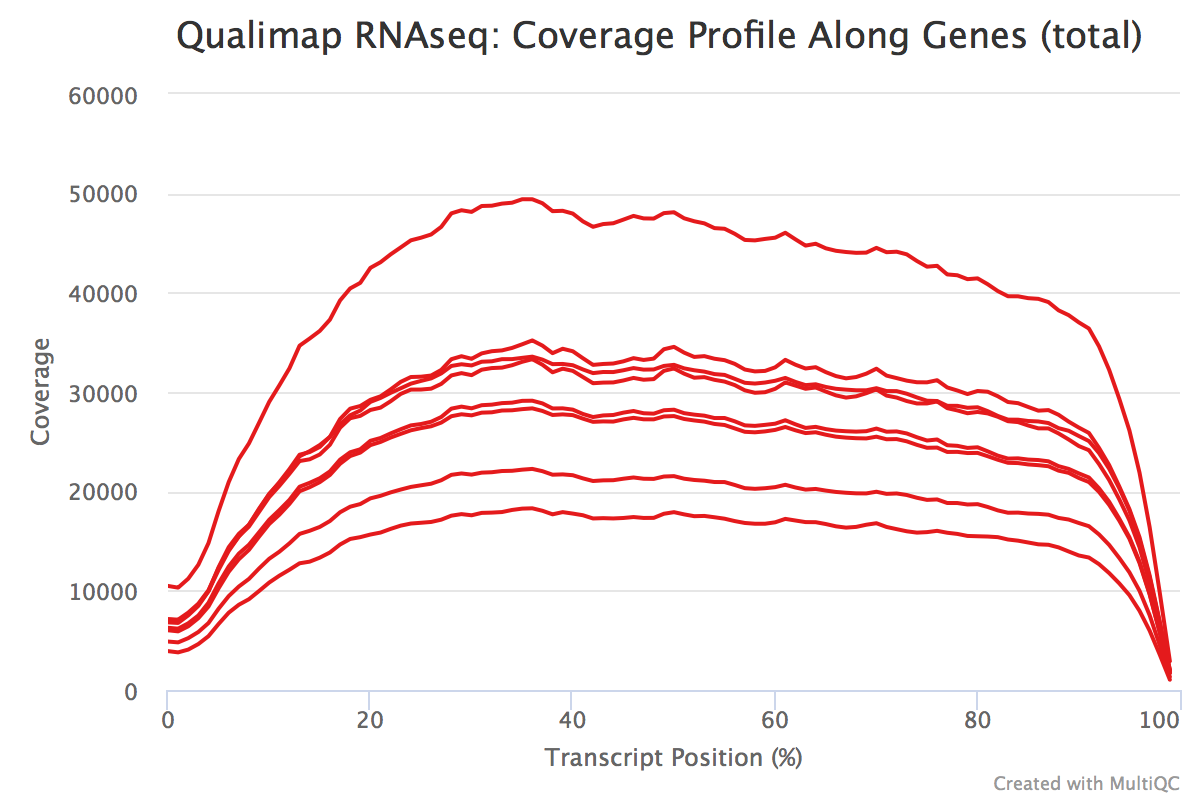 Qualimap RNAseq: Coverage Profile Along Genes (total)
60000
50000
40000
30000
20000
10000
0
Coverage
0 20 40 60 80 100
Transcript Position (%)
Created with MultiQC